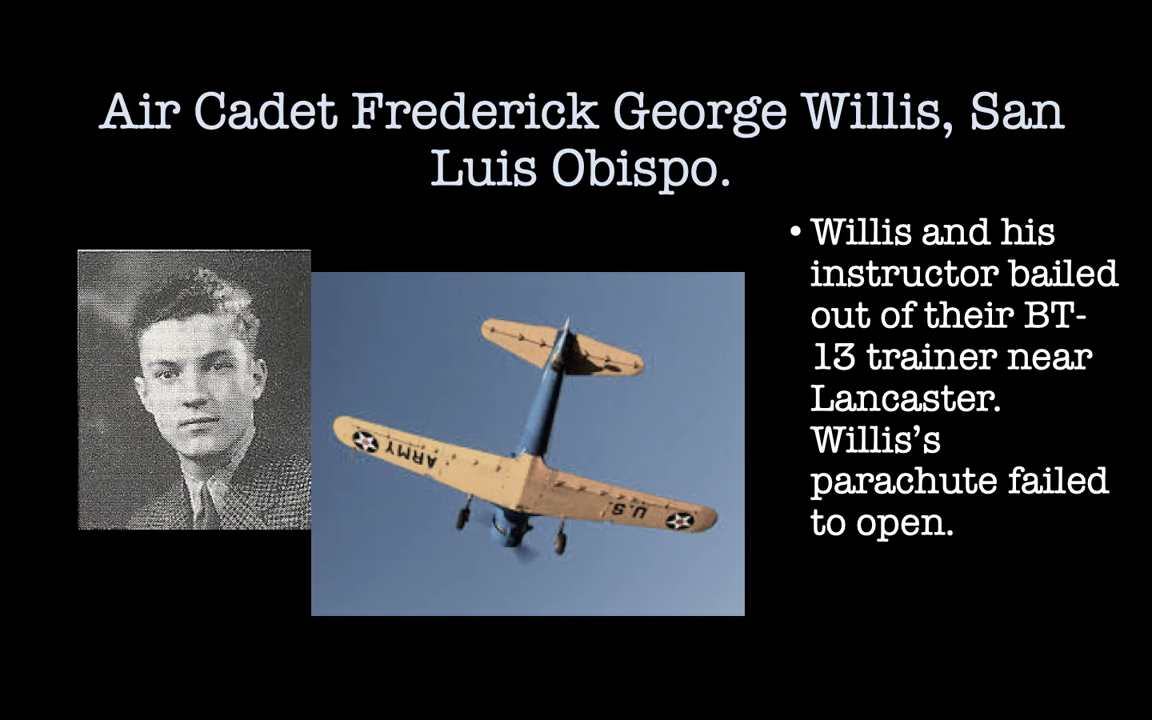 Air Cadet Frederick George Willis, San
Luis Obispo.
• Willis and his
instructor bailed
out of their BT-
13 trainer near
Lancaster.
Willis’s
parachute failed
to open.
ARMY
U.S.